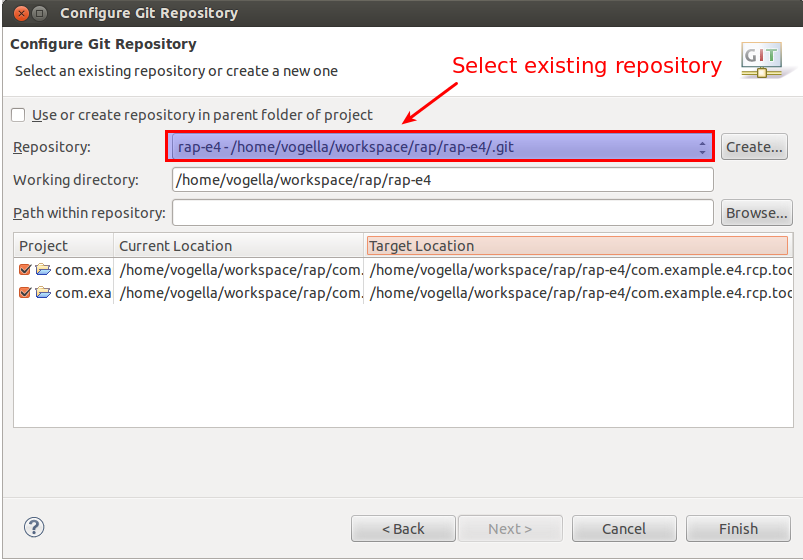 Configure Git Repository
Configure Git Repository
Select an existing repository or create a new one
GIT
Select existing repository
Use or create repository in parent folder of project
Repository: rap-e4 - /home/vogella/workspace/rap/rap-e4/.git Create...
Working directory: /home/vogella/workspace/rap/rap-e4
Path within repository: Browse...
Project Current Location Target Location
com.exa /home/vogella/workspace/rap/com. /home/vogella/workspace/rap/rap-e4/com.example.e4.rcp.too
com.exa /home/vogella/workspace/rap/com. /home/vogella/workspace/rap/rap-e4/com.example.e4.rcp.too
? < Back Next > Cancel Finish